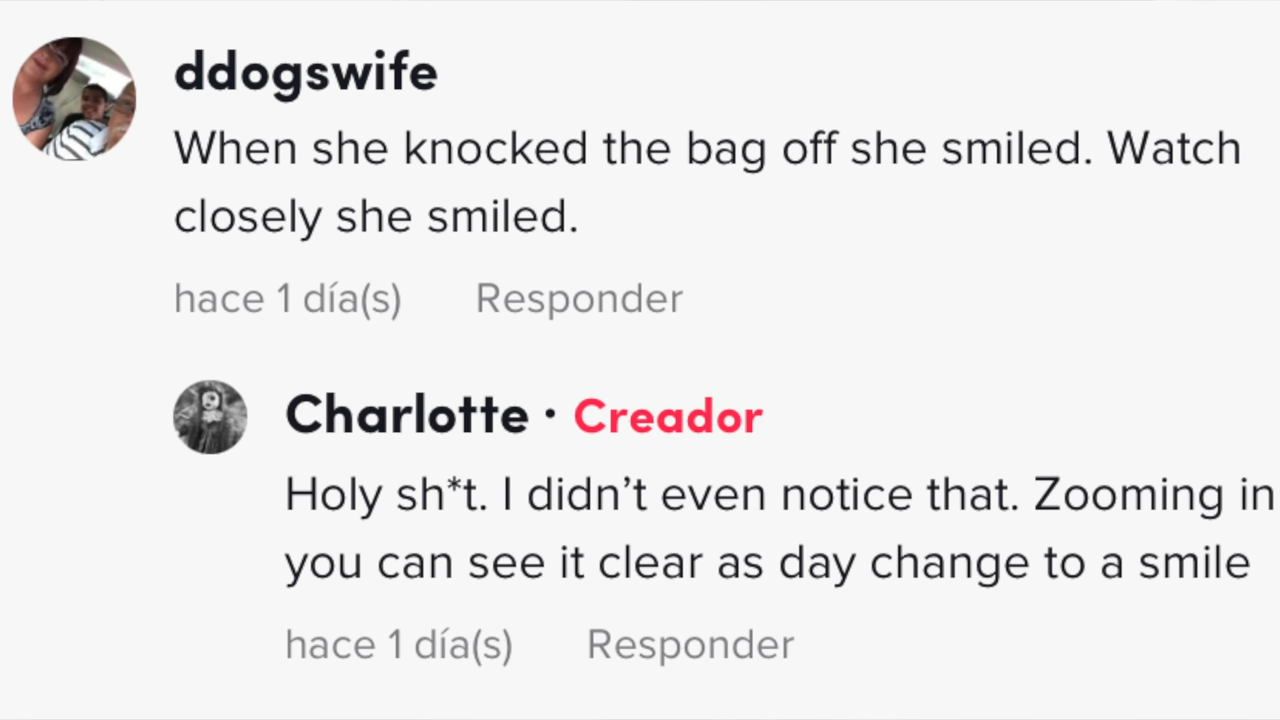 ddogswife
When she knocked the bag off she smiled. Watch
closely she smiled.
hace 1 día(s) Responder
Charlotte · Creador
Holy sh*t. I didn’t even notice that. Zooming in
you can see it clear as day change to a smile
hace 1 día(s) Responder